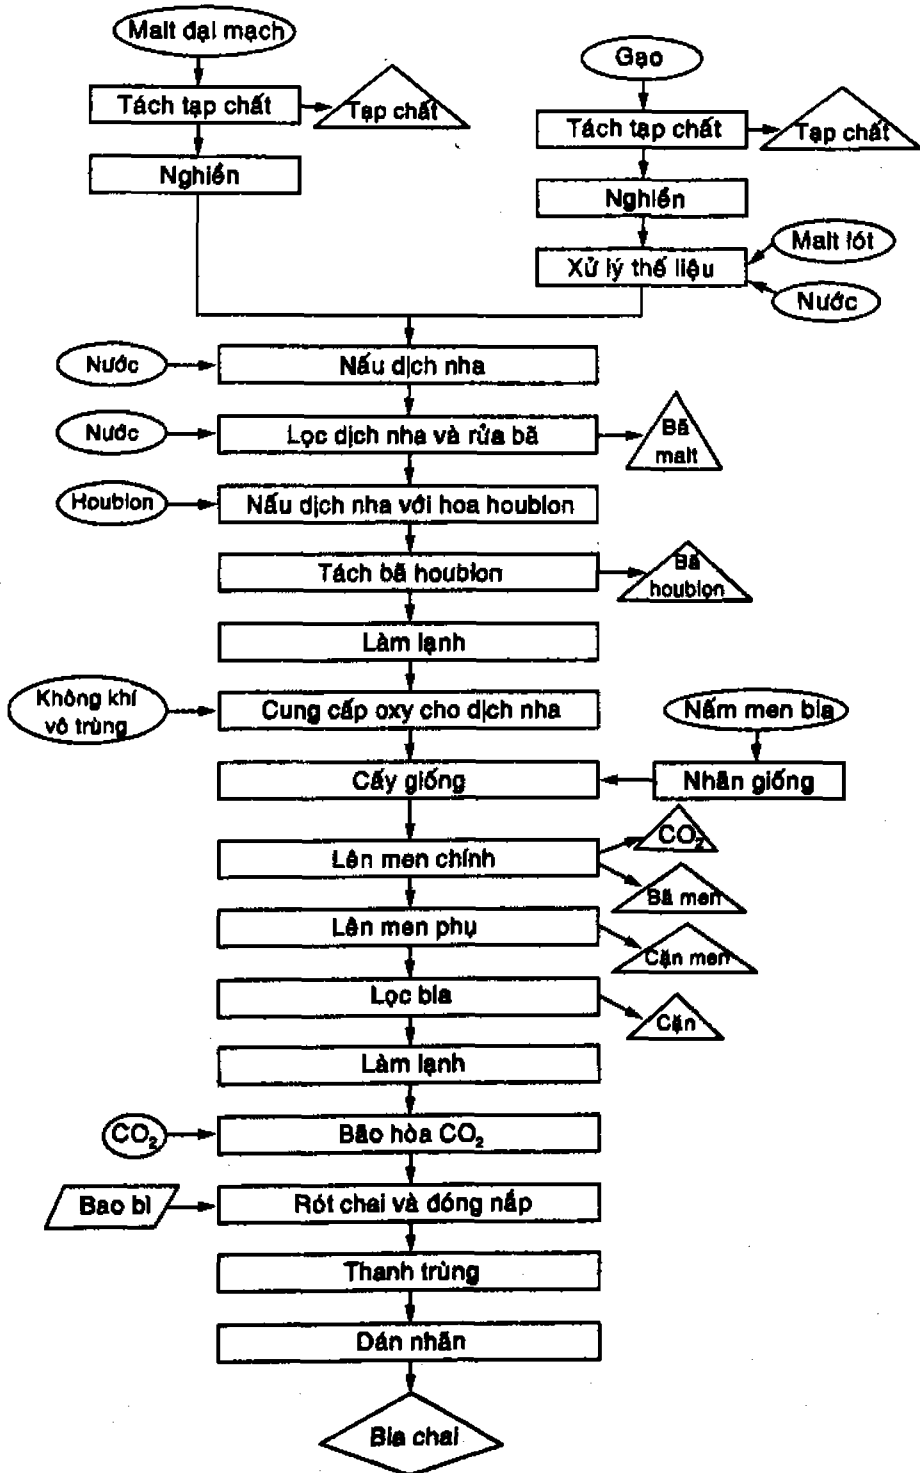 Malt đại mạch
Gạo
Tách tạp chất
Tạp chất
Tách tạp chất
Tạp chất
Nghiền
Nghiền
Malt lót
Xử lý thế liệu
Nước
Nước
Nấu dịch nha
Nước
Lọc dịch nha và rửa bã
Bã
malt
Houblon
Nấu dịch nha với hoa houblon
Tách bã houblon
Bã
houblon
Làm lạnh
Không khí
vô trùng
Cung cấp oxy cho dịch nha
Nấm men bia
Cấy giống
Nhân giống
CO₂
Lên men chính
Bã men
Lên men phụ
Cặn men
Lọc bia
Cặn
Làm lạnh
CO₂
Bão hòa CO₂
Bao bì
Rót chai và đóng nắp
Thanh trùng
Dán nhãn
Bia chai